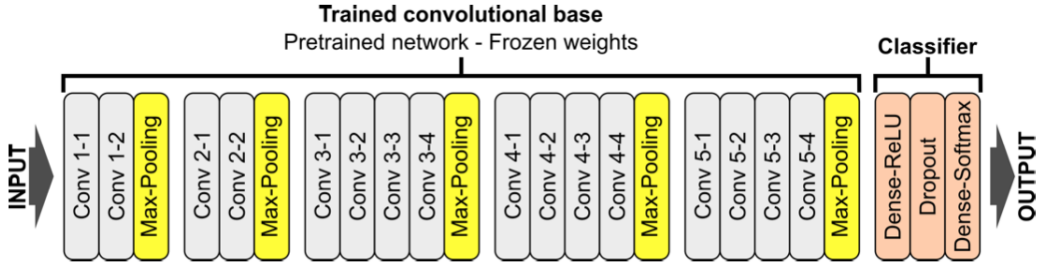 Trained convolutional base
Pretrained network - Frozen weights
Classifier
INPUT
Conv 1-1
Conv 1-2
Max-Pooling
Conv 2-1
Conv 2-2
Max-Pooling
Conv 3-1
Conv 3-2
Conv 3-3
Conv 3-4
Max-Pooling
Conv 4-1
Conv 4-2
Conv 4-3
Conv 4-4
Max-Pooling
Conv 5-1
Conv 5-2
Conv 5-3
Conv 5-4
Max-Pooling
Dense-ReLU
Dropout
Dense-Softmax
OUTPUT